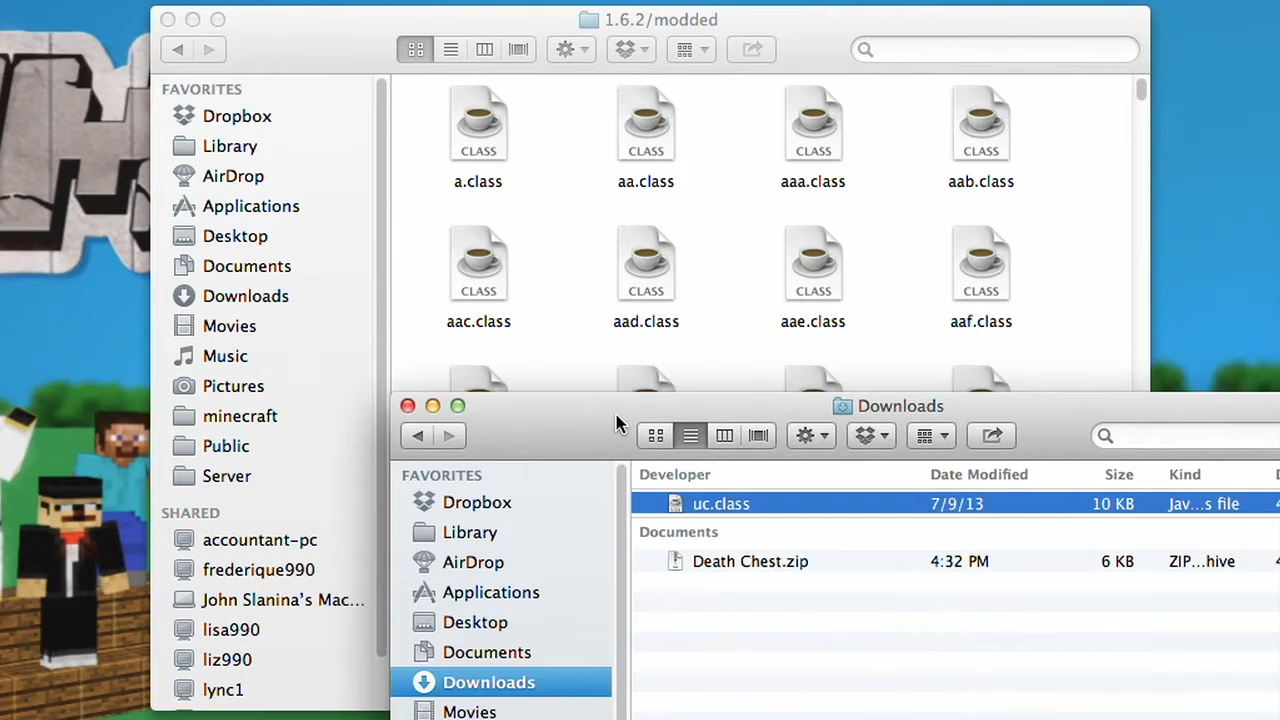 1.6.2/modded
FAVORITES
Dropbox
Library
AirDrop
Applications
Desktop
Documents
Downloads
Movies
Music
Pictures
minecraft
Public
Server
SHARED
accountant-pc
frederique990
John Slanina's Mac...
lisa990
liz990
lync1
CLASS CLASS CLASS CLASS
a.class aa.class aaa.class aab.class
CLASS CLASS CLASS CLASS
aac.class aad.class aae.class aaf.class
Downloads
FAVORITES
Dropbox
Library
AirDrop
Applications
Desktop
Documents
Downloads
Movies
Developer Date Modified Size Kind
uc.class 7/9/13 10 KB Jav...s file
Documents
Death Chest.zip 4:32 PM 6 KB ZIP...hive